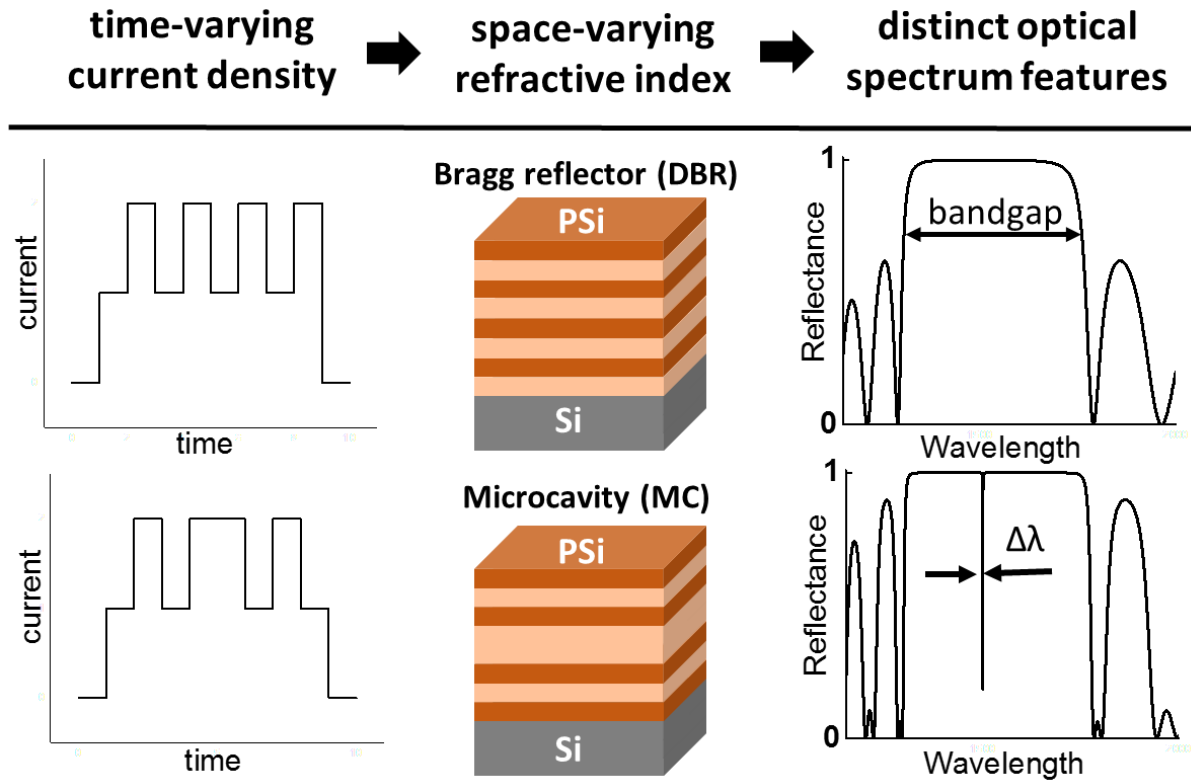 time-varying
current density
space-varying
refractive index
distinct optical
spectrum features
current
time
Bragg reflector (DBR)
PSi
Si
1
0
Reflectance
bandgap
Wavelength
current
time
Microcavity (MC)
PSi
Si
1
0
Reflectance
Δλ
Wavelength